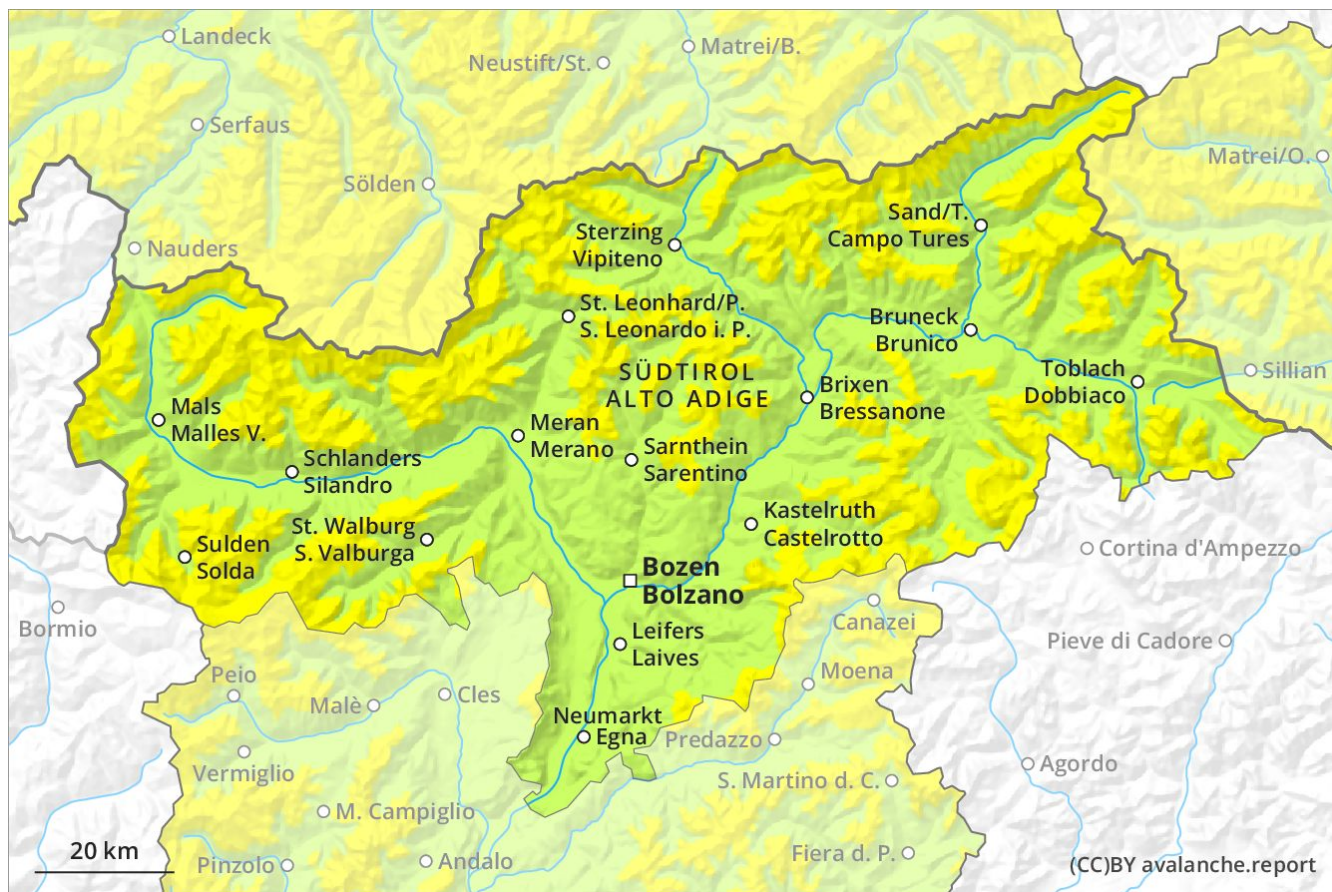 Landeck
Matrei/B.
Neustift/St.
Serfaus
Matrei/O.
Sölden
Sand/T.
Campo Tures
Sterzing
Vipiteno
Nauders
St. Leonhard/P.
S. Leonardo i. P.
Bruneck
Brunico
SÜDTIROL
ALTO ADIGE
Toblach
Dobbiaco
Sillian
Brixen
Bressanone
Mals
Malles V.
Meran
Merano
Sarnthein
Sarentino
Schlanders
Silandro
Kastelruth
Castelrotto
St. Walburg
S. Valburga
Sulden
Solda
Cortina d'Ampezzo
Bozen
Bolzano
Bormio
Canazei
Leifers
Laives
Pieve di Cadore
Peio
Moena
Malè
Cles
Neumarkt
Egna
Predazzo
Vermiglio
Agordo
S. Martino d. C.
M. Campiglio
20 km
Pinzolo
Andalo
Fiera d. P.
(CC)BY avalanche.report